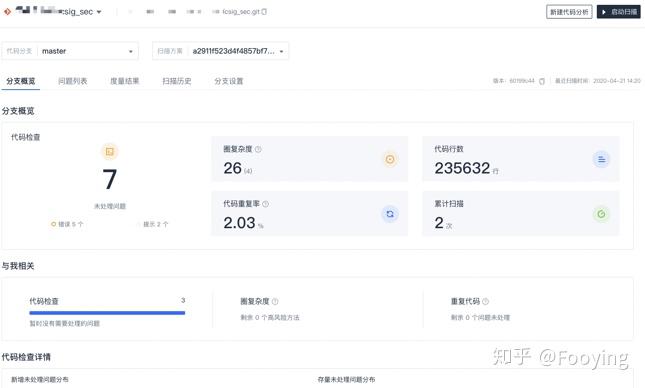 :sig_sec
/csig_sec.git
新建代码分析
启动扫描
代码分支 master
扫描方案 a2911f523d4f4857bf7...
分支概览 问题列表 度量结果 扫描历史 分支设置
版本: 60199c44 最近扫描时间: 2020-04-21 14:20
分支概览
代码检查
7
未处理问题
错误 5 个 提示 2 个
圈复杂度
26 (4)
代码行数
235632 行
代码重复率
2.03 %
累计扫描
2 次
与我相关
代码检查 3
暂时没有需要处理的问题
圈复杂度
剩余 0 个高风险方法
重复代码
剩余 0 个问题未处理
代码检查详情
新增未处理问题分布 存量未处理问题分布
知乎 @Fooying